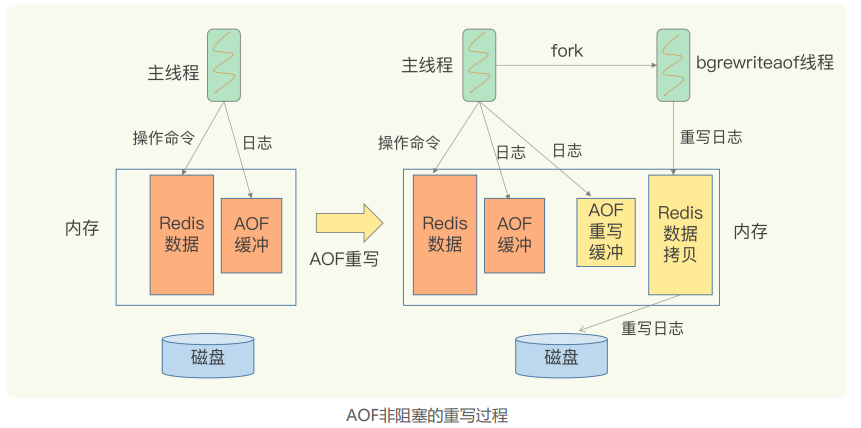 主线程
操作命令
日志
内存
Redis
数据
AOF
缓冲
磁盘
AOF重写
主线程
fork
bgrewriteaof线程
操作命令
日志
日志
重写日志
Redis
数据
AOF
缓冲
AOF
重写
缓冲
Redis
数据
拷贝
内存
重写日志
磁盘
AOF非阻塞的重写过程